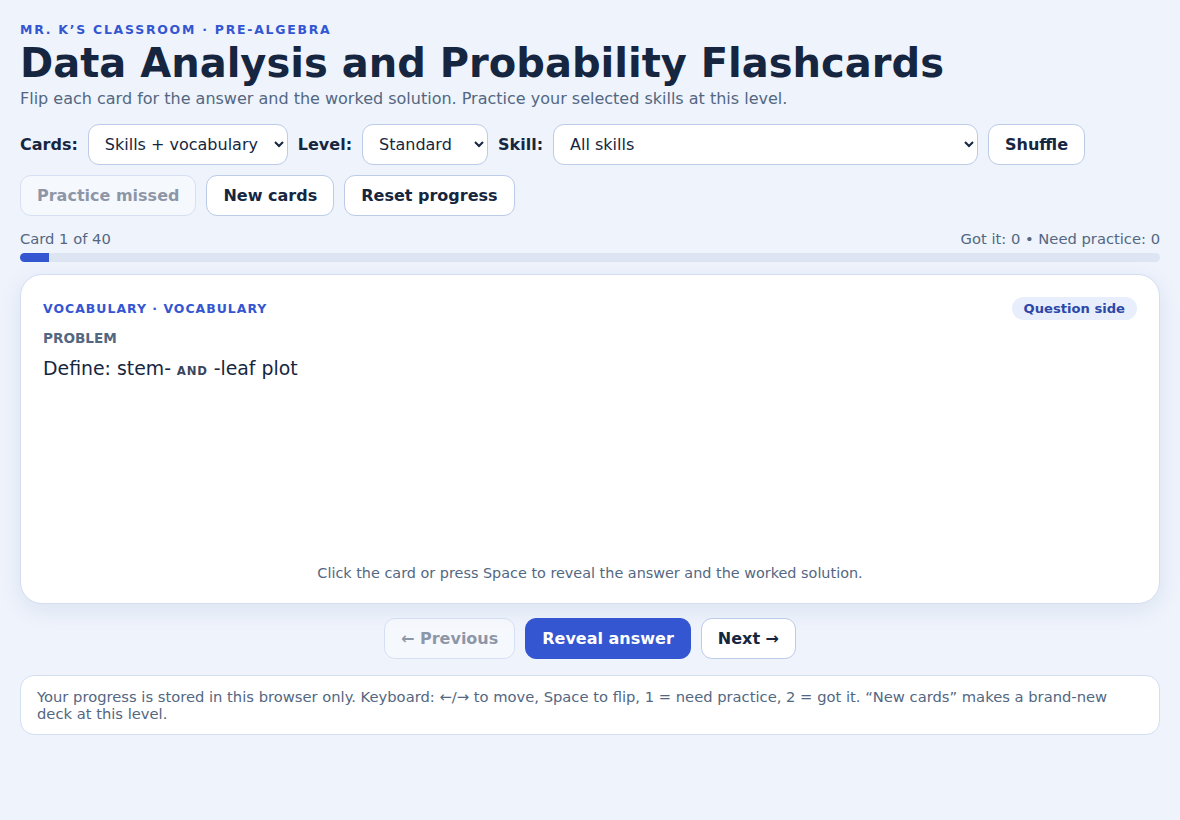 MR. K’S CLASSROOM · PRE-ALGEBRA
Data Analysis and Probability Flashcards
Flip each card for the answer and the worked solution. Practice your selected skills at this level.
Cards: Skills + vocabulary Level: Standard Skill: All skills Shuffle
Practice missed New cards Reset progress
Card 1 of 40 Got it: 0 • Need practice: 0
VOCABULARY · VOCABULARY Question side
PROBLEM
Define: stem- AND -leaf plot
Click the card or press Space to reveal the answer and the worked solution.
← Previous Reveal answer Next →
Your progress is stored in this browser only. Keyboard: ←/→ to move, Space to flip, 1 = need practice, 2 = got it. “New cards” makes a brand-new
deck at this level.